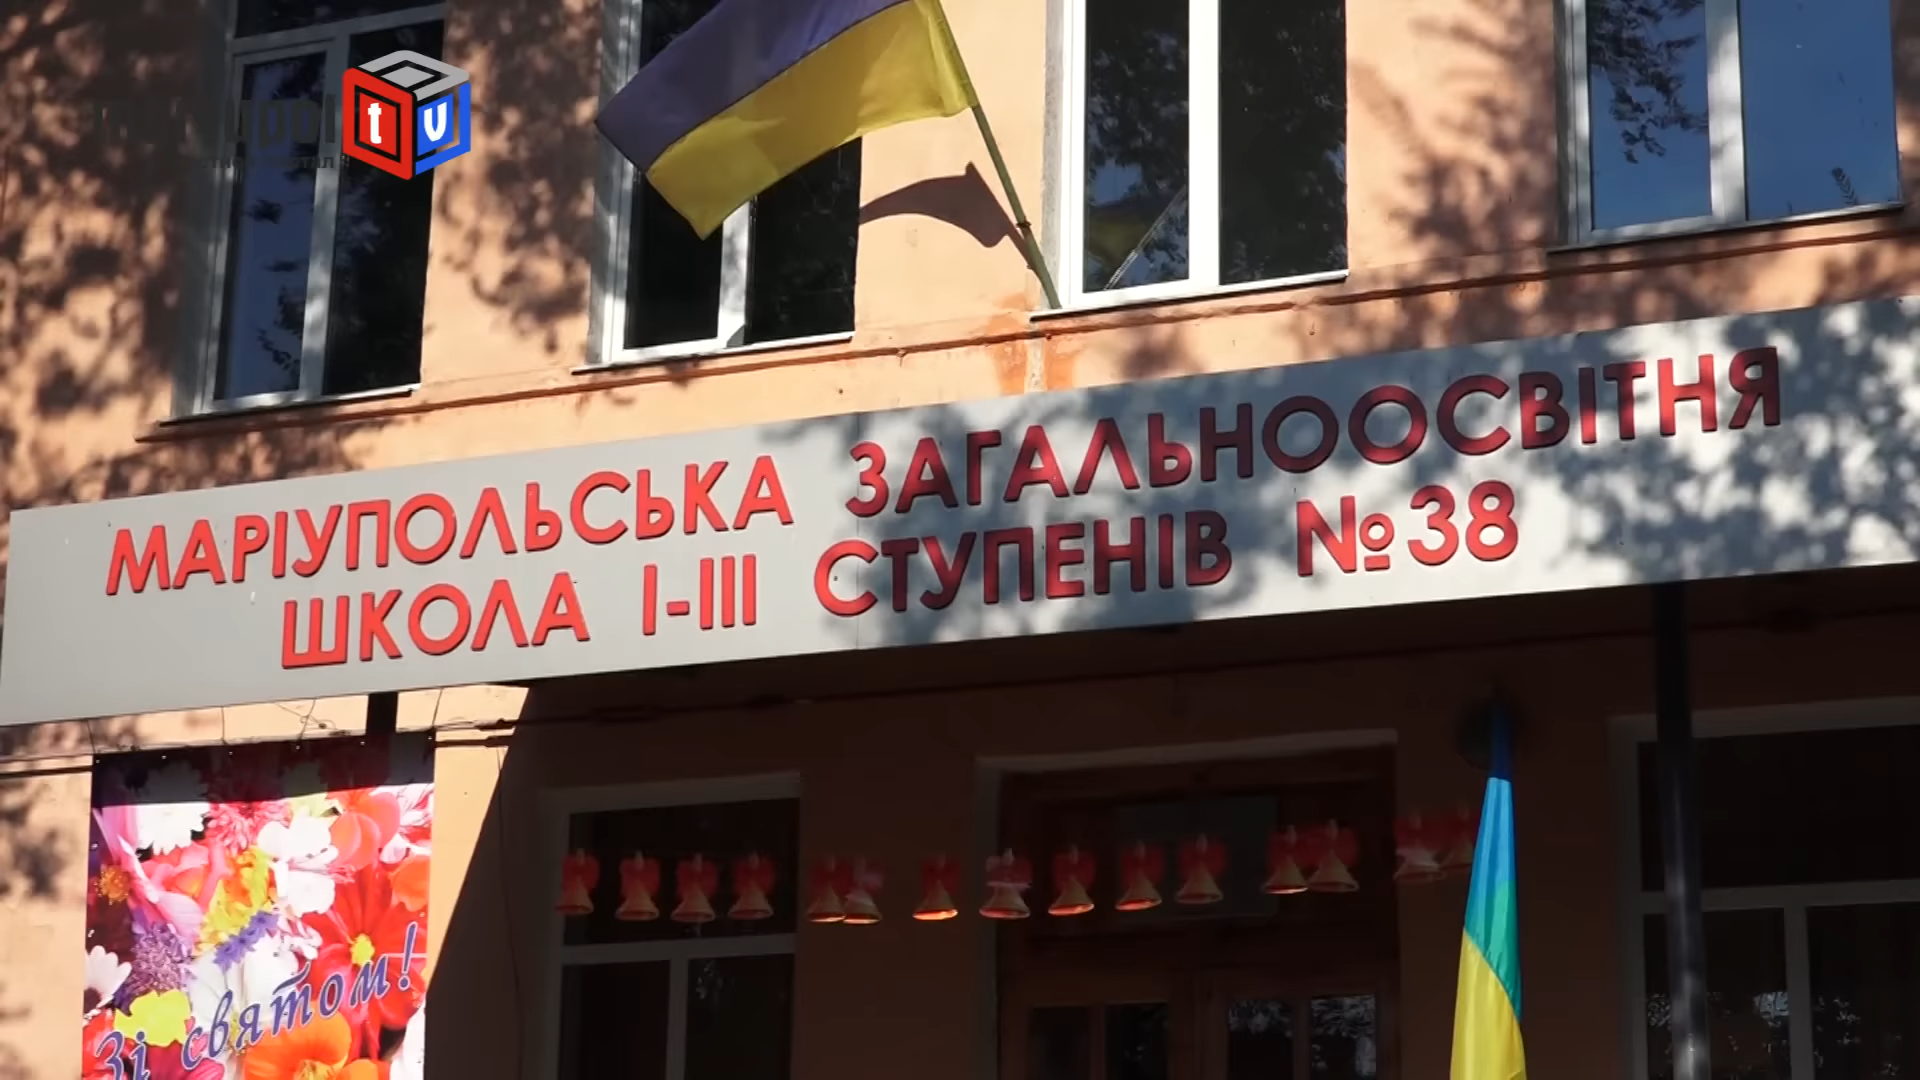 tv
МАРІУПОЛЬСЬКА ЗАГАЛЬНООСВІТНЯ
ШКОЛА І-ІІІ СТУПЕНІВ №38
Зі святом!